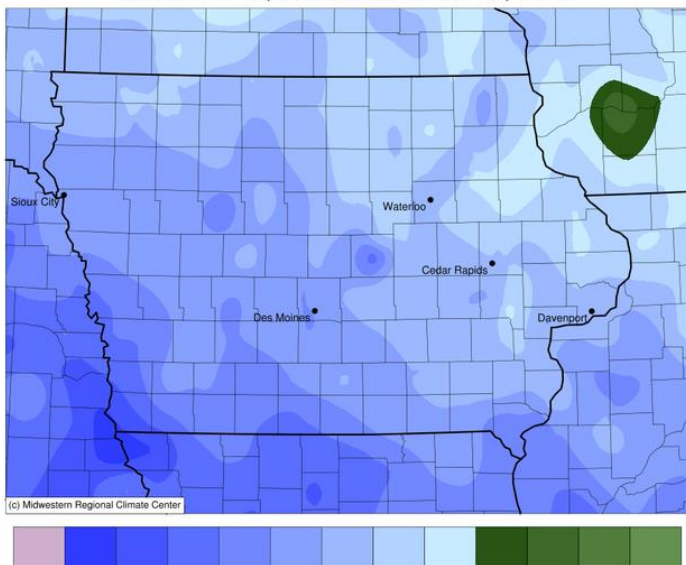 Sioux City
Waterloo
Cedar Rapids
Des Moines
Davenport
(c) Midwestern Regional Climate Center